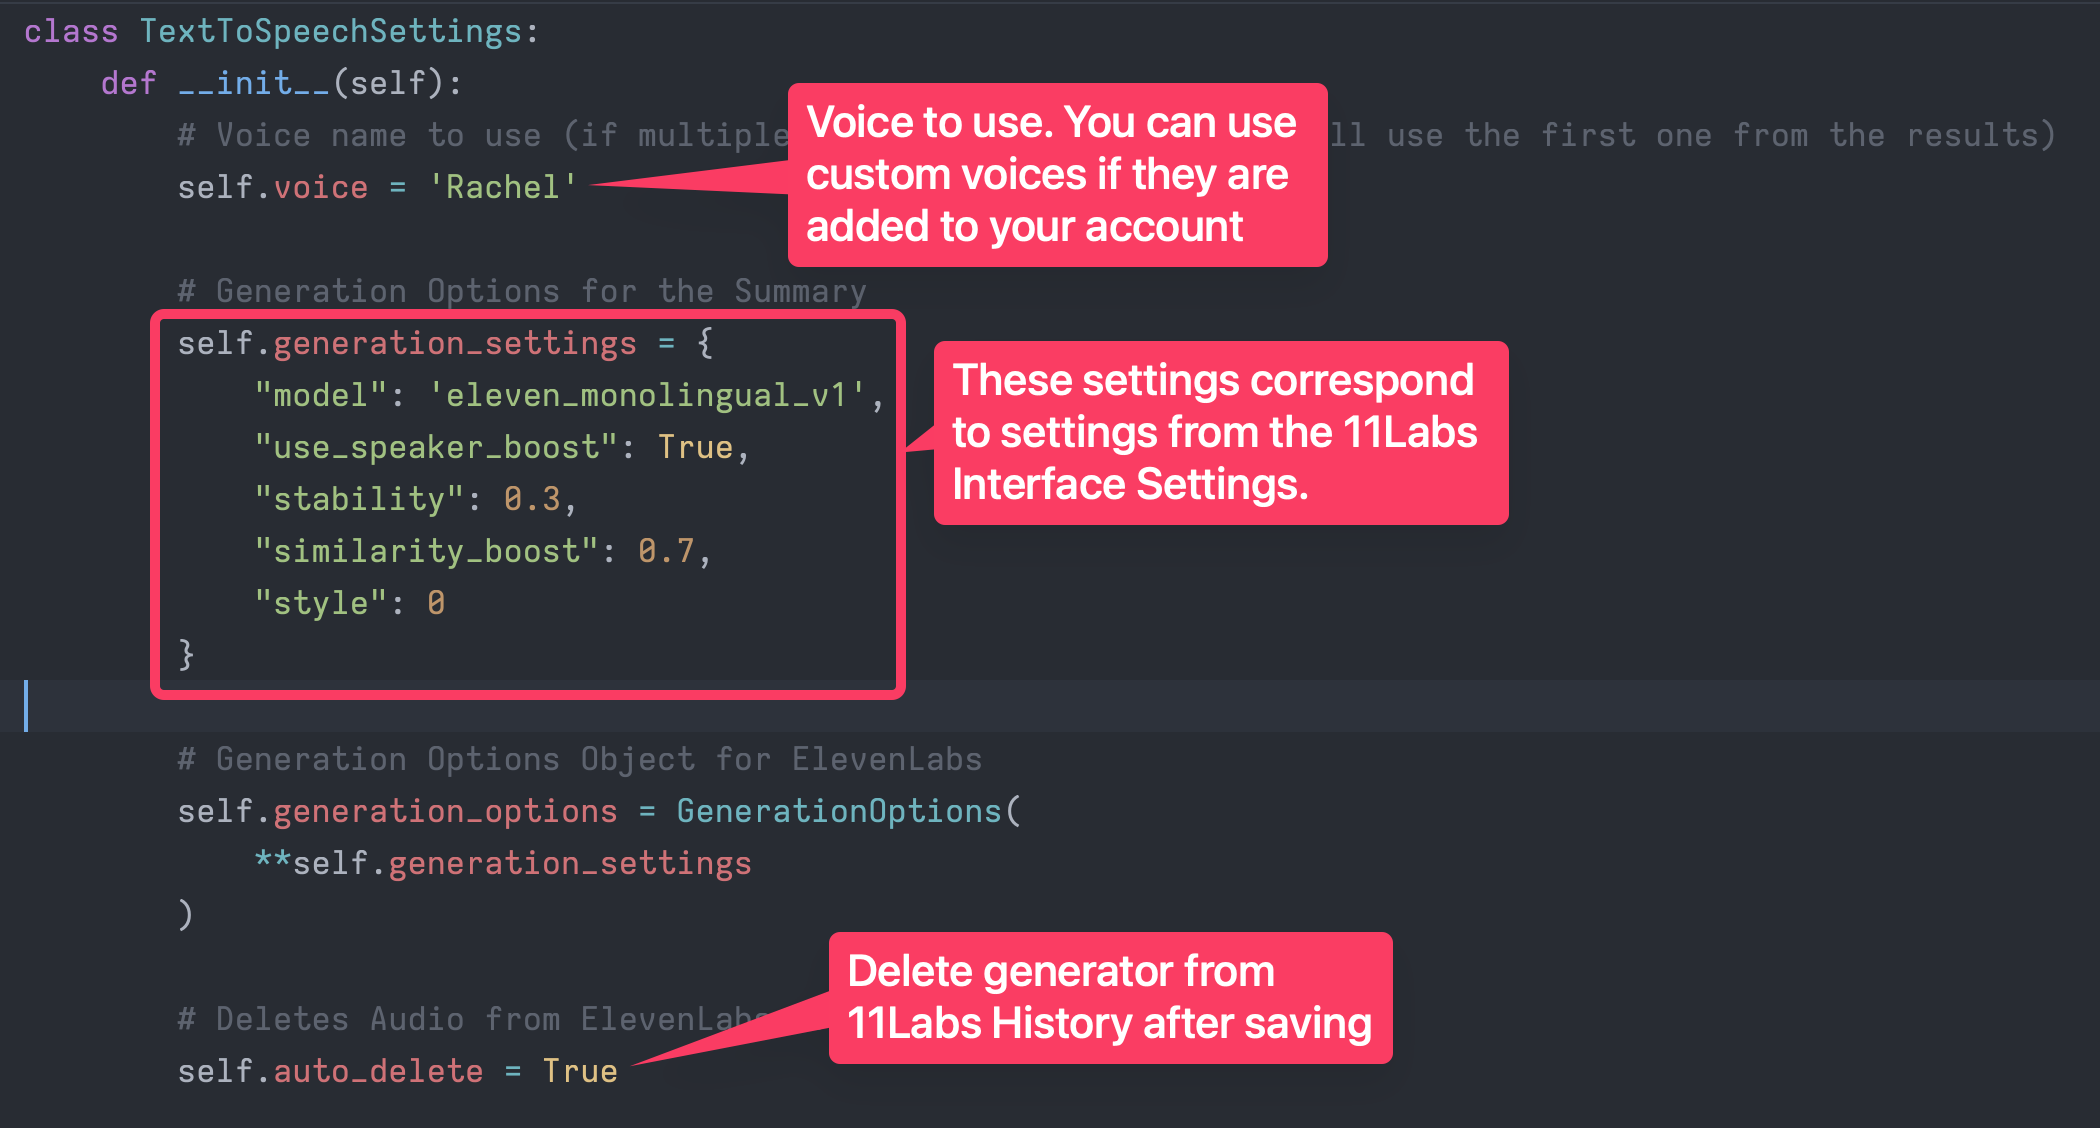 class TextToSpeechSettings:
def __init__(self):
# Voice name to use (if multiple ll use the first one from the results)
self.voice = 'Rachel'
Voice to use. You can use
custom voices if they are
added to your account
# Generation Options for the Summary
self.generation_settings = {
"model": 'eleven_monolingual_v1',
"use_speaker_boost": True,
"stability": 0.3,
"similarity_boost": 0.7,
"style": 0
}
These settings correspond
to settings from the 11Labs
Interface Settings.
# Generation Options Object for ElevenLabs
self.generation_options = GenerationOptions(
**self.generation_settings
)
# Deletes Audio from ElevenLabs
self.auto_delete = True
Delete generator from
11Labs History after saving